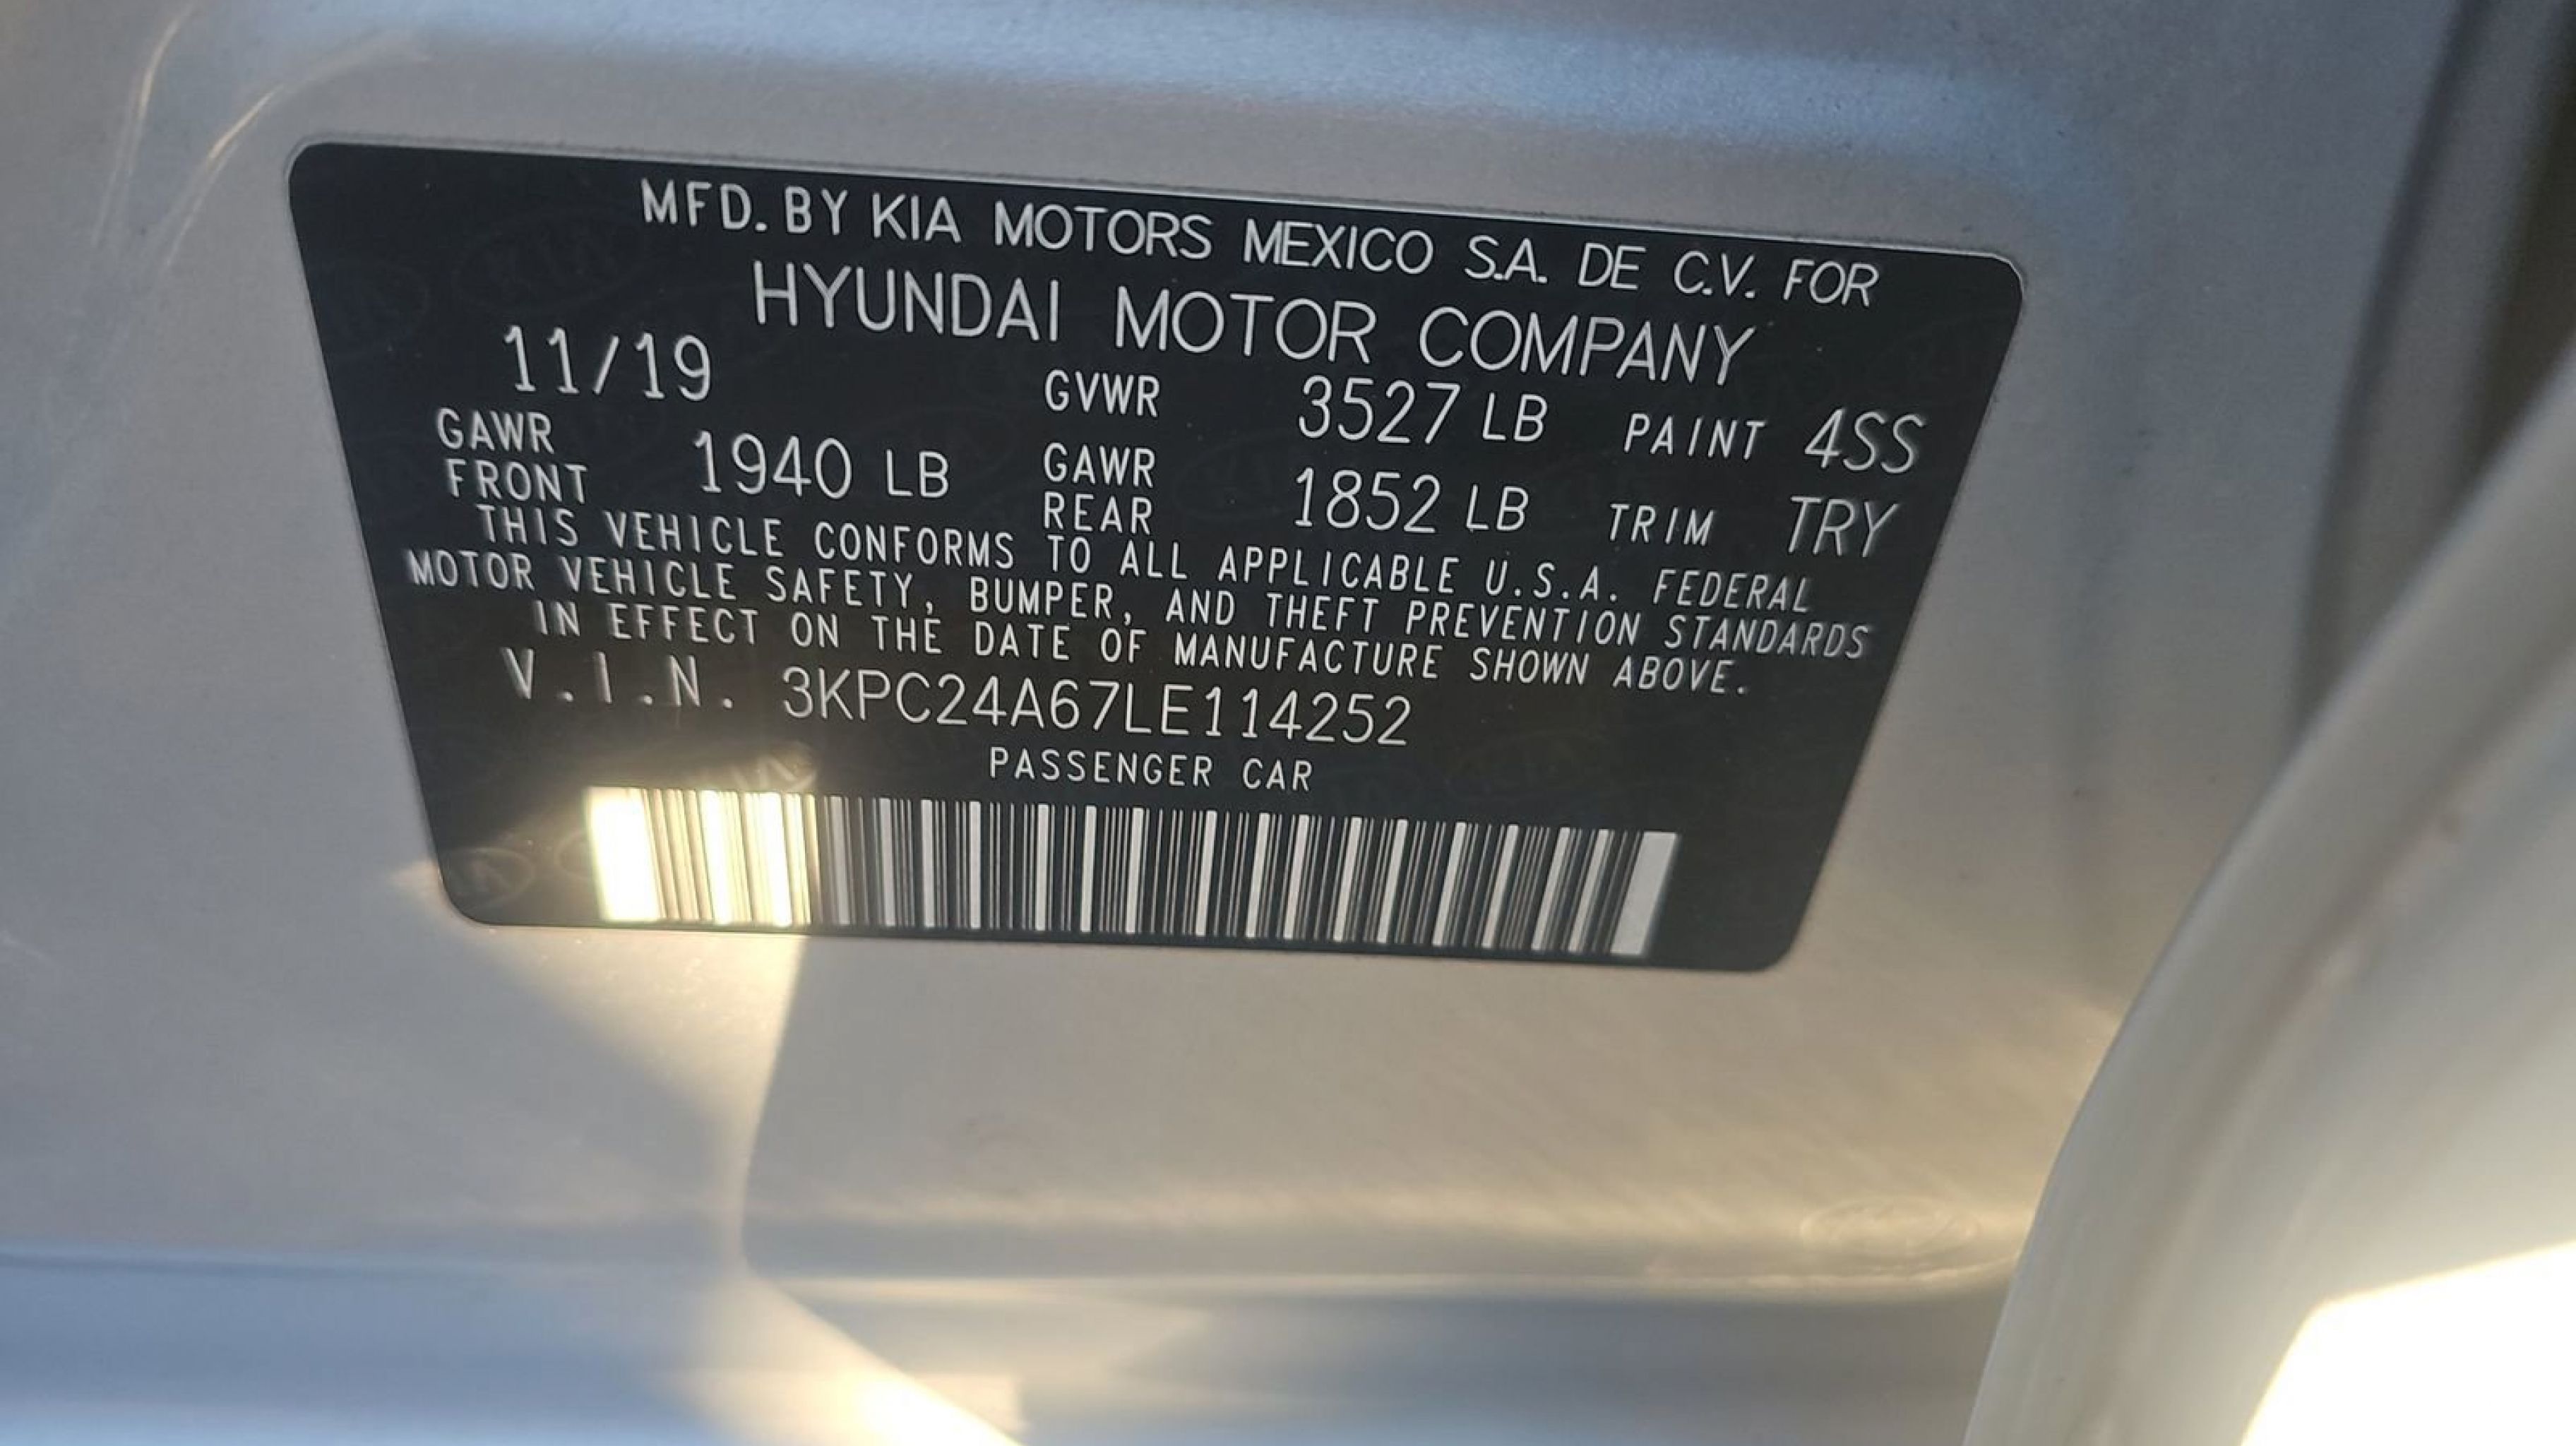 MFD. BY KIA MOTORS MEXICO S.A. DE C.V. FOR
HYUNDAI MOTOR COMPANY
11/19 GVWR 3527 LB PAINT 4SS
GAWR FRONT 1940 LB GAWR REAR 1852 LB TRIM TRY
THIS VEHICLE CONFORMS TO ALL APPLICABLE U.S.A. FEDERAL
MOTOR VEHICLE SAFETY, BUMPER, AND THEFT PREVENTION STANDARDS
IN EFFECT ON THE DATE OF MANUFACTURE SHOWN ABOVE.
V.I.N. 3KPC24A67LE114252
PASSENGER CAR